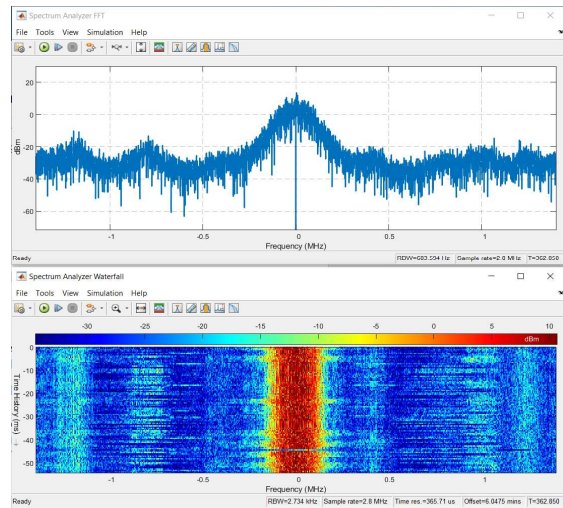 Spectrum Analyzer FFT
File Tools View Simulation Help
20
0
-20
-40
-60
dBm
-1 -0.5 0 0.5 1
Frequency (MHz)
Ready RBW=683.594 Hz Sample rate=2.8 MHz T=362.850
Spectrum Analyzer Waterfall
File Tools View Simulation Help
-30 -25 -20 -15 -10 -5 0 5 10
dBm
0
-10
-20
-30
-40
-50
Time History (ms)
-1 -0.5 0 0.5 1
Frequency (MHz)
Ready RBW=2.734 kHz Sample rate=2.8 MHz Time res.=365.71 us Offset=6.0475 mins T=362.850